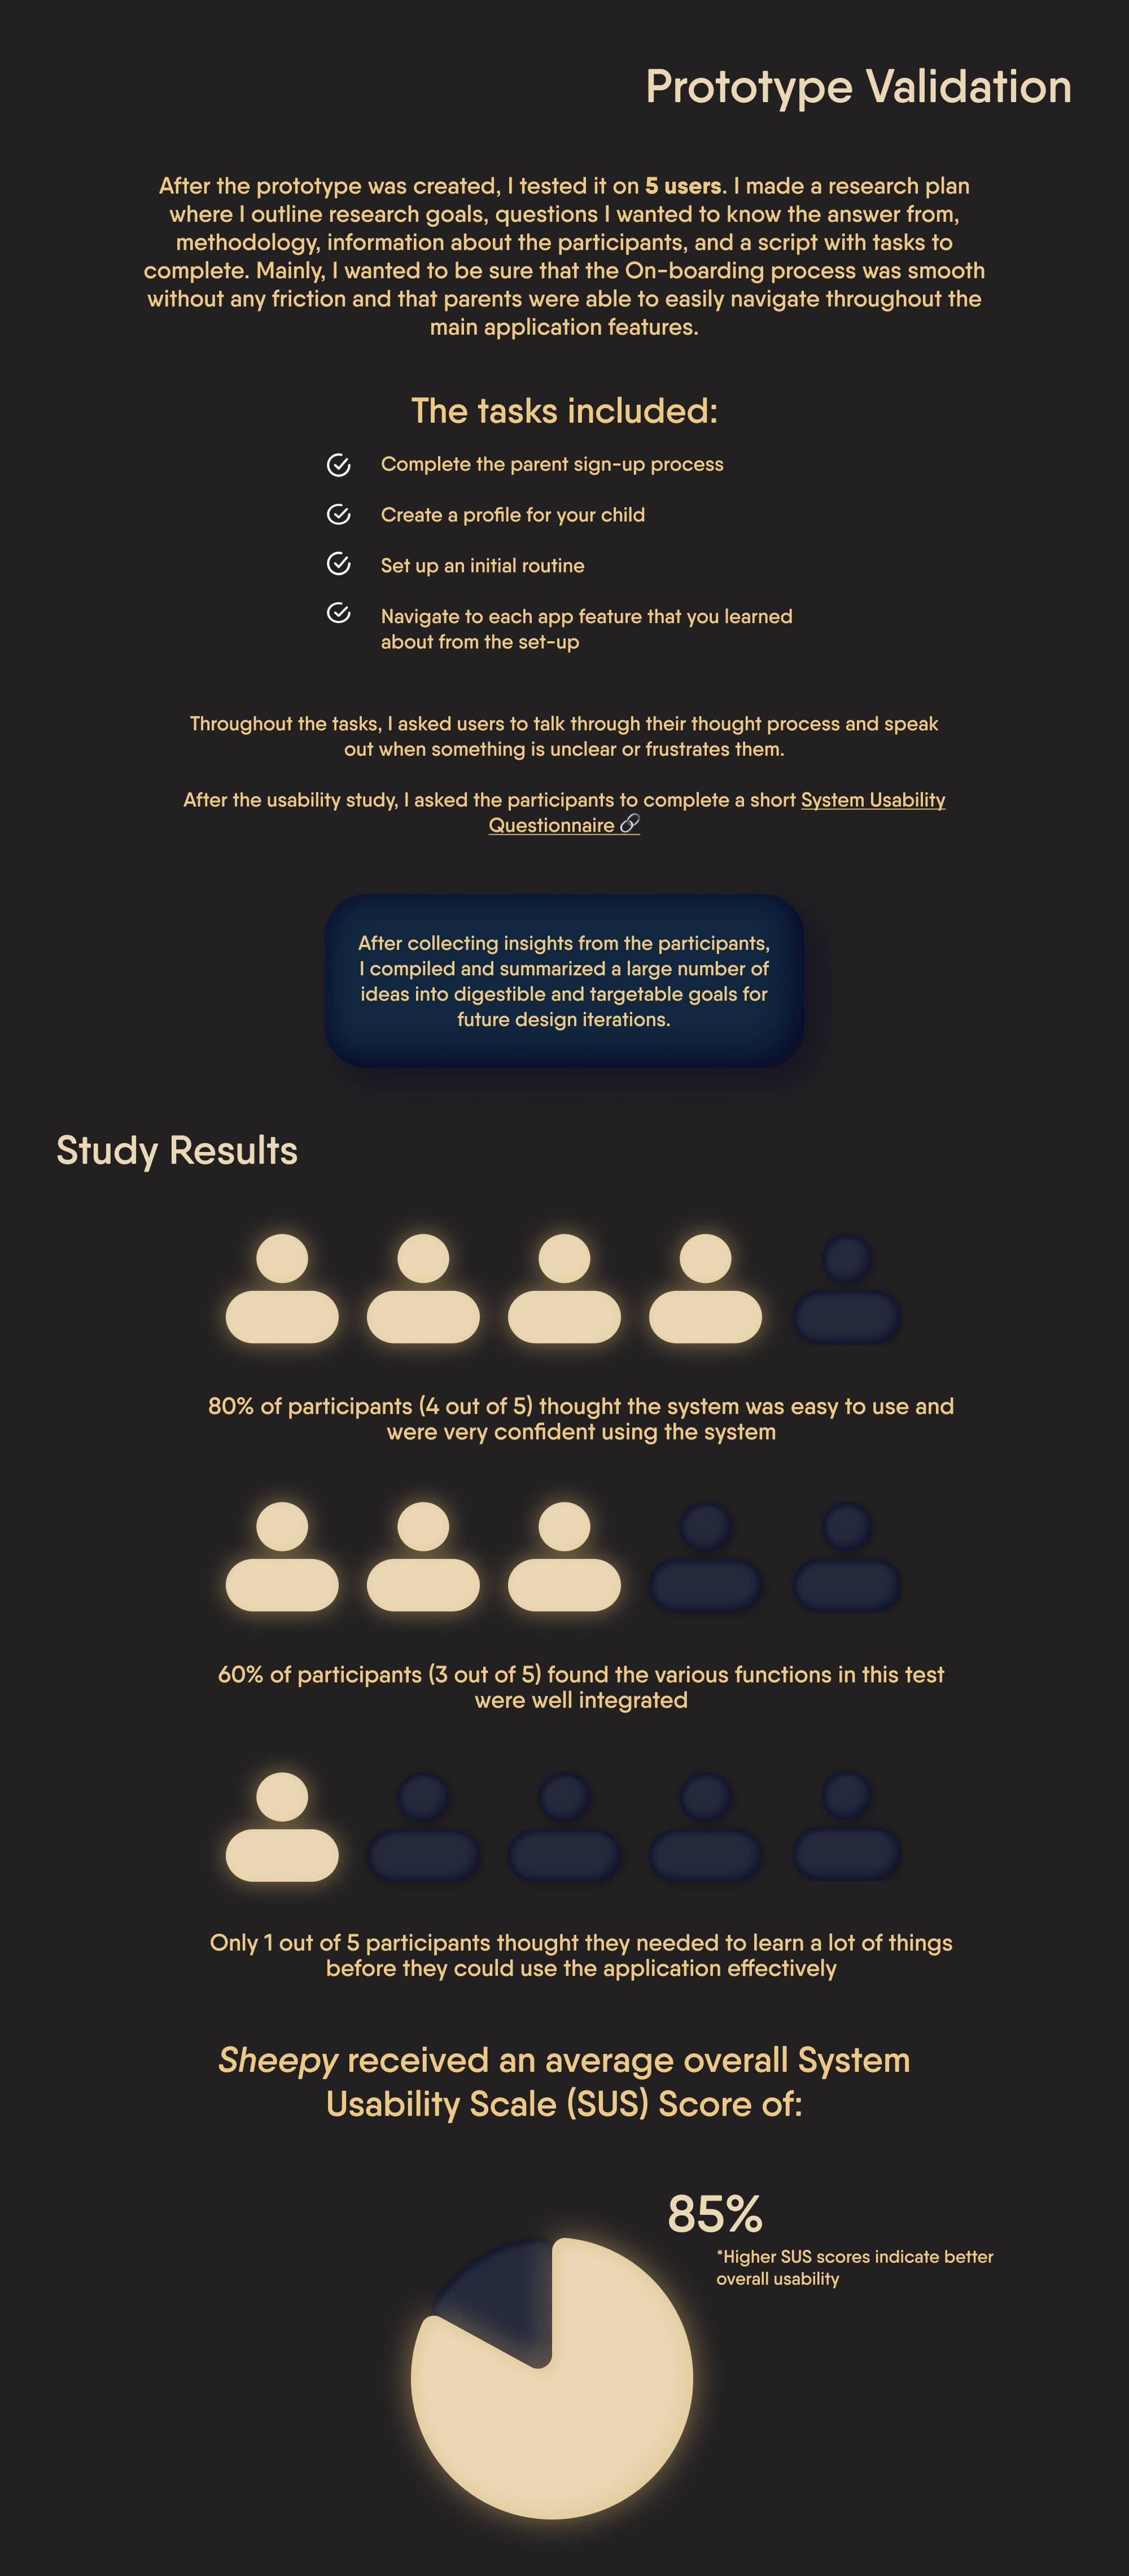 Prototype Validation
After the prototype was created, I tested it on 5 users. I made a research plan
where I outline research goals, questions I wanted to know the answer from,
methodology, information about the participants, and a script with tasks to
complete. Mainly, I wanted to be sure that the On-boarding process was smooth
without any friction and that parents were able to easily navigate throughout the
main application features.
The tasks included:
Complete the parent sign-up process
Create a profile for your child
Set up an initial routine
Navigate to each app feature that you learned
about from the set-up
Throughout the tasks, I asked users to talk through their thought process and speak
out when something is unclear or frustrates them.
After the usability study, I asked the participants to complete a short System Usability
Questionnaire 🔗
After collecting insights from the participants,
I compiled and summarized a large number of
ideas into digestible and targetable goals for
future design iterations.
Study Results
80% of participants (4 out of 5) thought the system was easy to use and
were very confident using the system
60% of participants (3 out of 5) found the various functions in this test
were well integrated
Only 1 out of 5 participants thought they needed to learn a lot of things
before they could use the application effectively
Sheepy received an average overall System
Usability Scale (SUS) Score of:
85%
*Higher SUS scores indicate better
overall usability